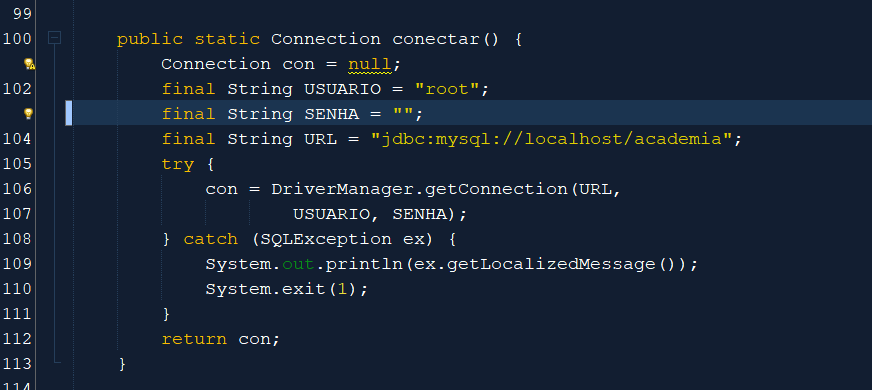 99
100 public static Connection conectar() {
Connection con = null;
102 final String USUARIO = "root";
final String SENHA = "";
104 final String URL = "jdbc:mysql://localhost/academia";
105 try {
106 con = DriverManager.getConnection(URL,
107 USUARIO, SENHA);
108 } catch (SQLException ex) {
109 System.out.println(ex.getLocalizedMessage());
110 System.exit(1);
111 }
112 return con;
113 }
114